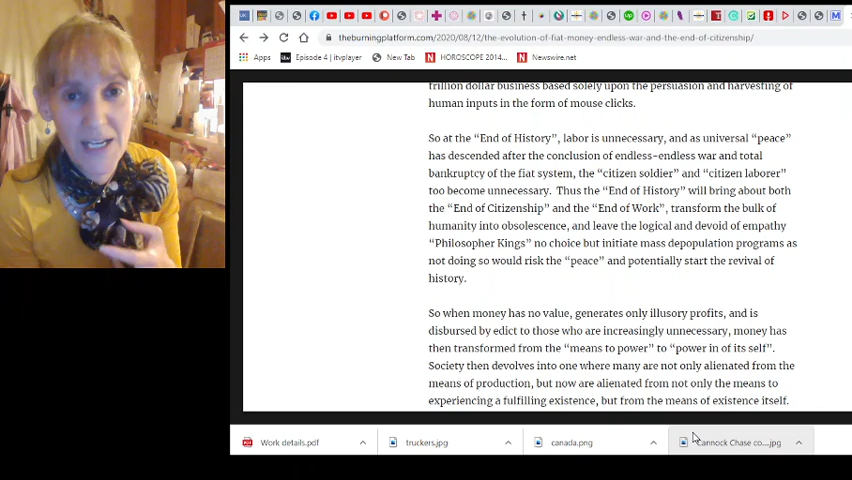 theburningplatform.com/2020/08/12/the-evolution-of-fiat-money-endless-war-and-the-end-of-citizenship/
Apps itv Episode 4 | itvplayer New Tab N HOROSCOPE 2014... N Newswire.net
trillion dollar business based solely upon the persuasion and harvesting of
human inputs in the form of mouse clicks.
So at the “End of History”, labor is unnecessary, and as universal “peace”
has descended after the conclusion of endless-endless war and total
bankruptcy of the fiat system, the “citizen soldier” and “citizen laborer”
too become unnecessary. Thus the “End of History” will bring about both
the “End of Citizenship” and the “End of Work”, transform the bulk of
humanity into obsolescence, and leave the logical and devoid of empathy
“Philosopher Kings” no choice but initiate mass depopulation programs as
not doing so would risk the “peace” and potentially start the revival of
history.
So when money has no value, generates only illusory profits, and is
disbursed by edict to those who are increasingly unnecessary, money has
then transformed from the “means to power” to “power in of its self”.
Society then devolves into one where many are not only alienated from the
means of production, but now are alienated from not only the means to
experiencing a fulfilling existence, but from the means of existence itself.
Work details.pdf truckers.jpg canada.png Cannock Chase co....jpg